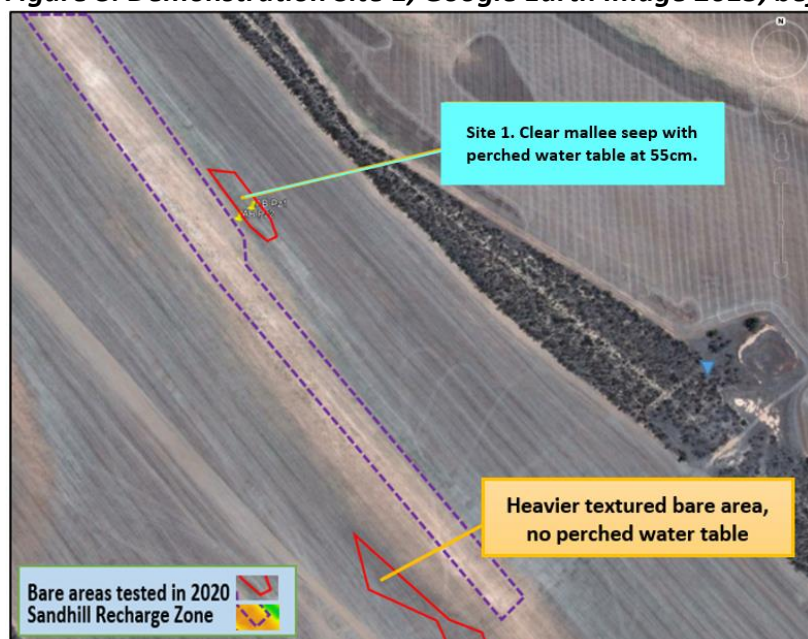 Site 1. Clear mallee seep with
perched water table at 55cm.
Heavier textured bare area,
no perched water table
Bare areas tested in 2020
Sandhill Recharge Zone
N